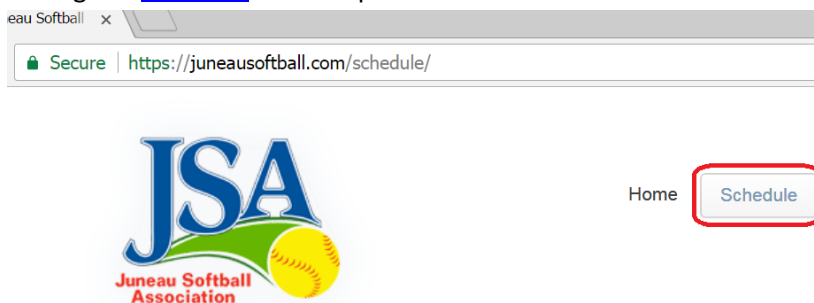 eau Softball x
Secure | https://juneausoftball.com/schedule/
JSA
Home Schedule
Juneau Softball
Association